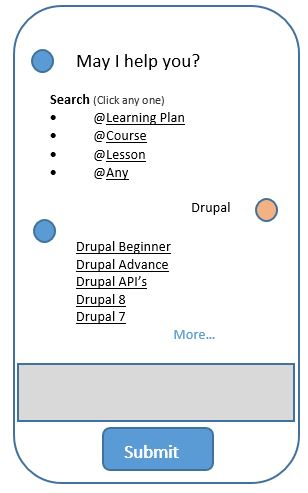 May I help you?
Search (Click any one)
• @Learning Plan
• @Course
• @Lesson
• @Any
Drupal
Drupal Beginner
Drupal Advance
Drupal API's
Drupal 8
Drupal 7
More...
Submit